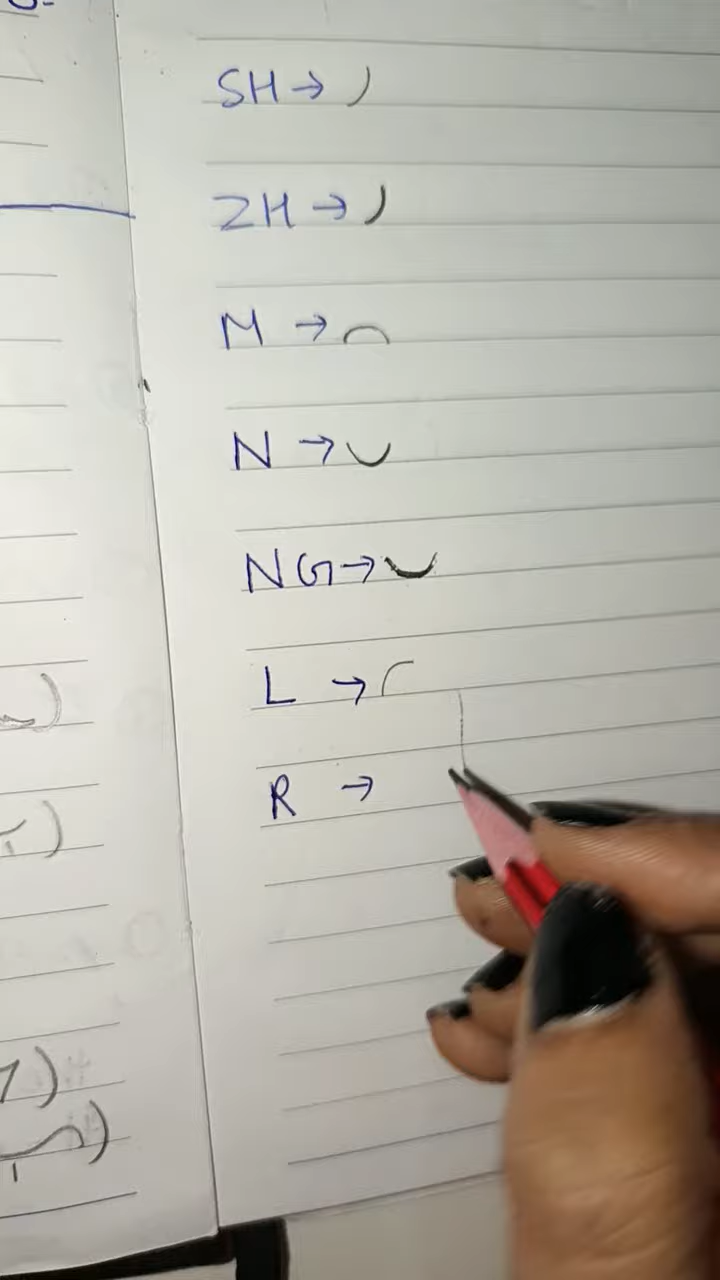 SH →
ZH →
M →
N →
NG →
L →
R →